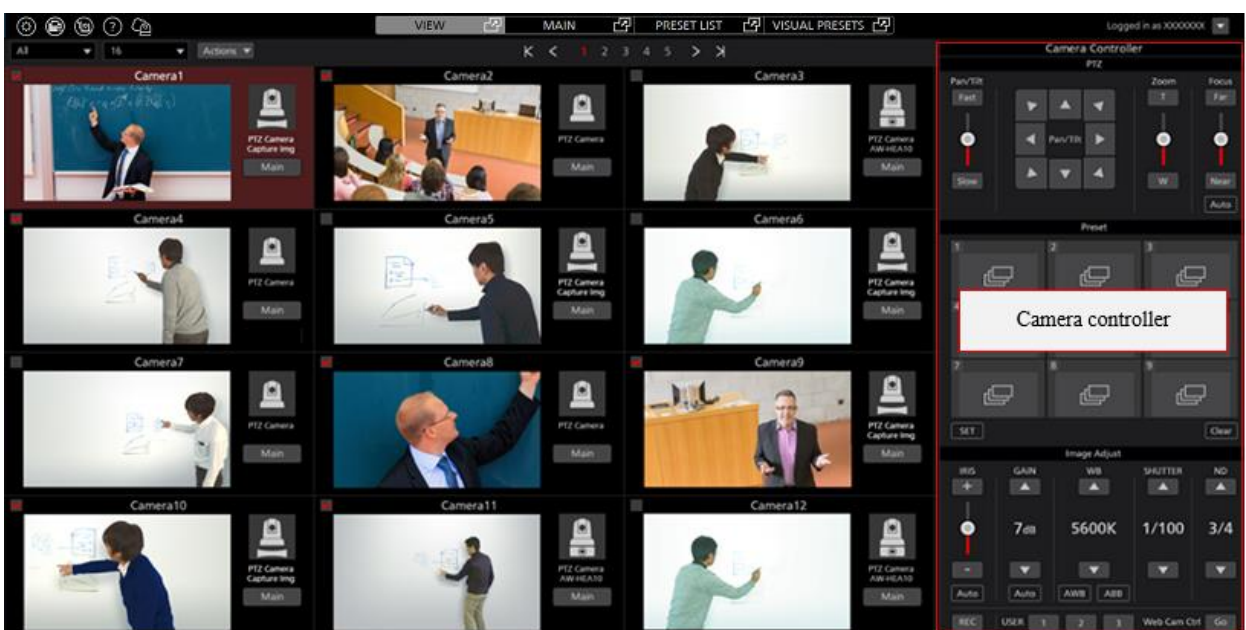 VIEW
MAIN
PRESET LIST
VISUAL PRESETS
Logged in as XXXXXXX
All
16
Actions
1 2 3 4 5
Camera1
PTZ Camera
Capture Img
Main
Camera2
PTZ Camera
Main
Camera3
PTZ Camera
AW-HEA10
Main
Camera4
PTZ Camera
Main
Camera5
PTZ Camera
Capture Img
Main
Camera6
PTZ Camera
Capture Img
Main
Camera7
PTZ Camera
Main
Camera8
PTZ Camera
Main
Camera9
PTZ Camera
Capture Img
Main
Camera10
PTZ Camera
Capture Img
Main
Camera11
PTZ Camera
AW-HEA10
Main
Camera12
PTZ Camera
AW-HEA10
Main
Camera Controller
PTZ
Pan/Tilt
Zoom
Focus
Fast
T
Far
Pan/Tilt
Slow
W
Near
Auto
Preset
1
2
3
4
Camera controller
7
8
9
SET
Clear
Image Adjust
IRIS
GAIN
WB
SHUTTER
ND
7dB
5600K
1/100
3/4
Auto
Auto
AWB
ABB
REC
USER
1
2
3
Web Cam Ctrl
Go